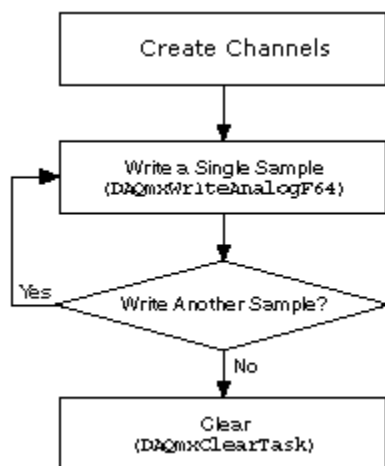 Create Channels
Write a Single Sample
(DAQmxWriteAnalogF64)
Yes
Write Another Sample?
No
Clear
(DAQmxClearTask)